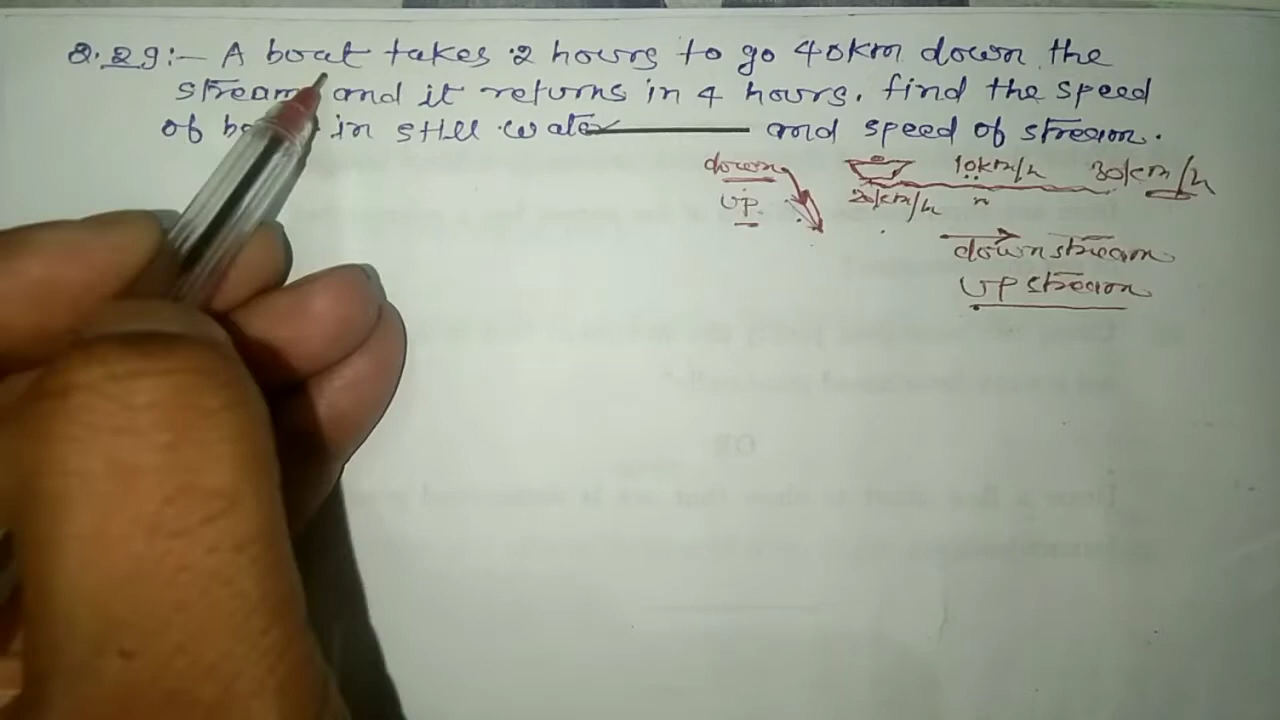 Q.29:- A boat takes 2 hours to go 40km down the
stream and it returns in 4 hours. find the speed
of in still water and speed of stream.
down 10km/h 30km/h
up. 20km/h n
downstream
upstream
OR